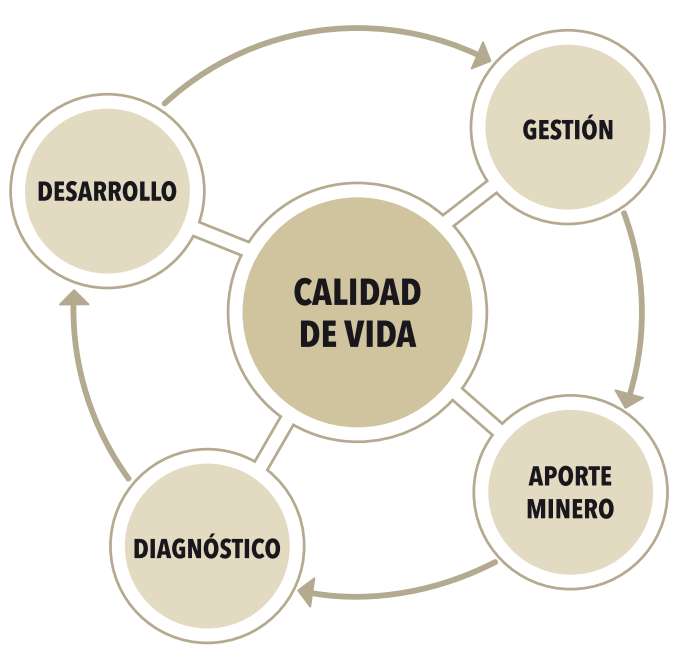 GESTIÓN
DESARROLLO
CALIDAD
DE VIDA
APORTE
MINERO
DIAGNÓSTICO